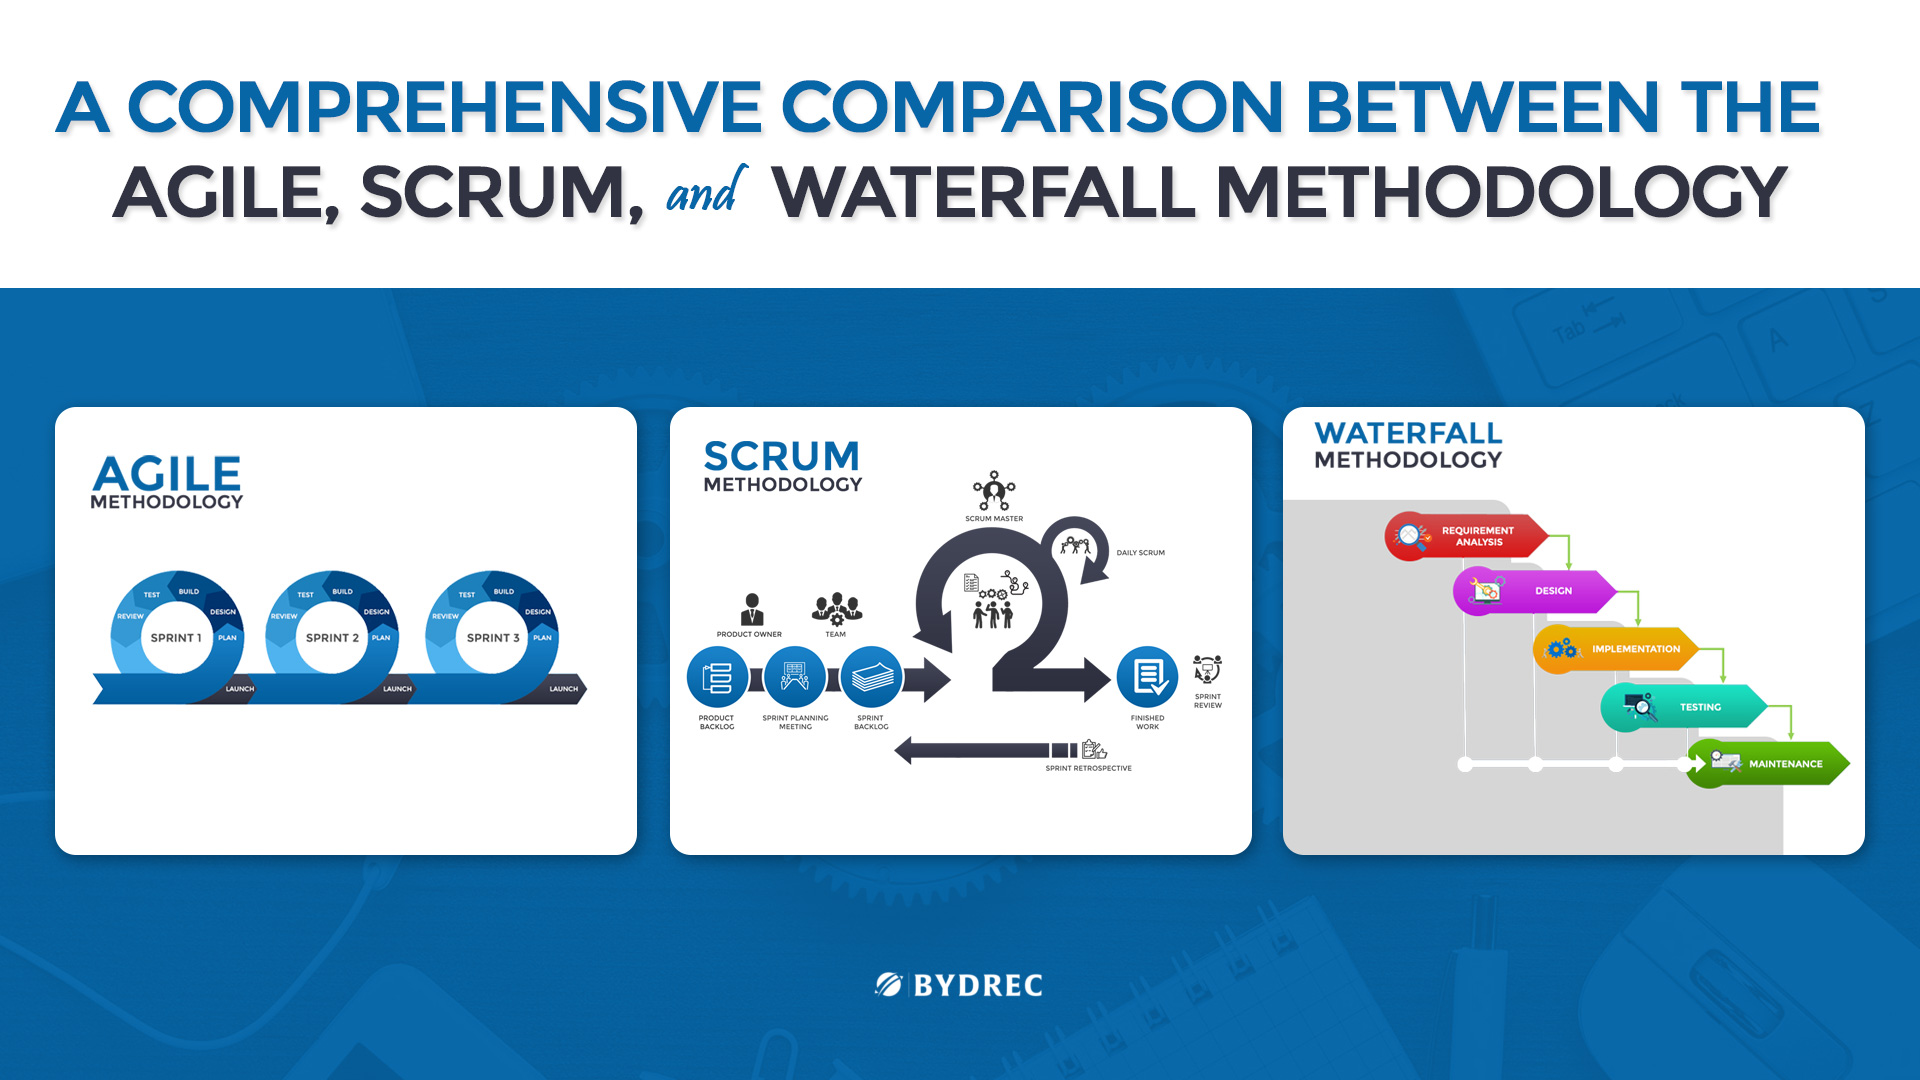 A COMPREHENSIVE COMPARISON BETWEEN THE
AGILE, SCRUM, and WATERFALL METHODOLOGY
AGILE
METHODOLOGY
TEST
BUILD
REVIEW
DESIGN
SPRINT 1
PLAN
LAUNCH
TEST
BUILD
REVIEW
DESIGN
SPRINT 2
PLAN
LAUNCH
TEST
BUILD
REVIEW
DESIGN
SPRINT 3
PLAN
LAUNCH
SCRUM
METHODOLOGY
SCRUM MASTER
DAILY SCRUM
PRODUCT OWNER
TEAM
PRODUCT
BACKLOG
SPRINT PLANNING
MEETING
SPRINT
BACKLOG
FINISHED
WORK
SPRINT
REVIEW
SPRINT RETROSPECTIVE
WATERFALL
METHODOLOGY
REQUIREMENT
ANALYSIS
DESIGN
IMPLEMENTATION
TESTING
MAINTENANCE
Tab
A
S
Z
BYDREC